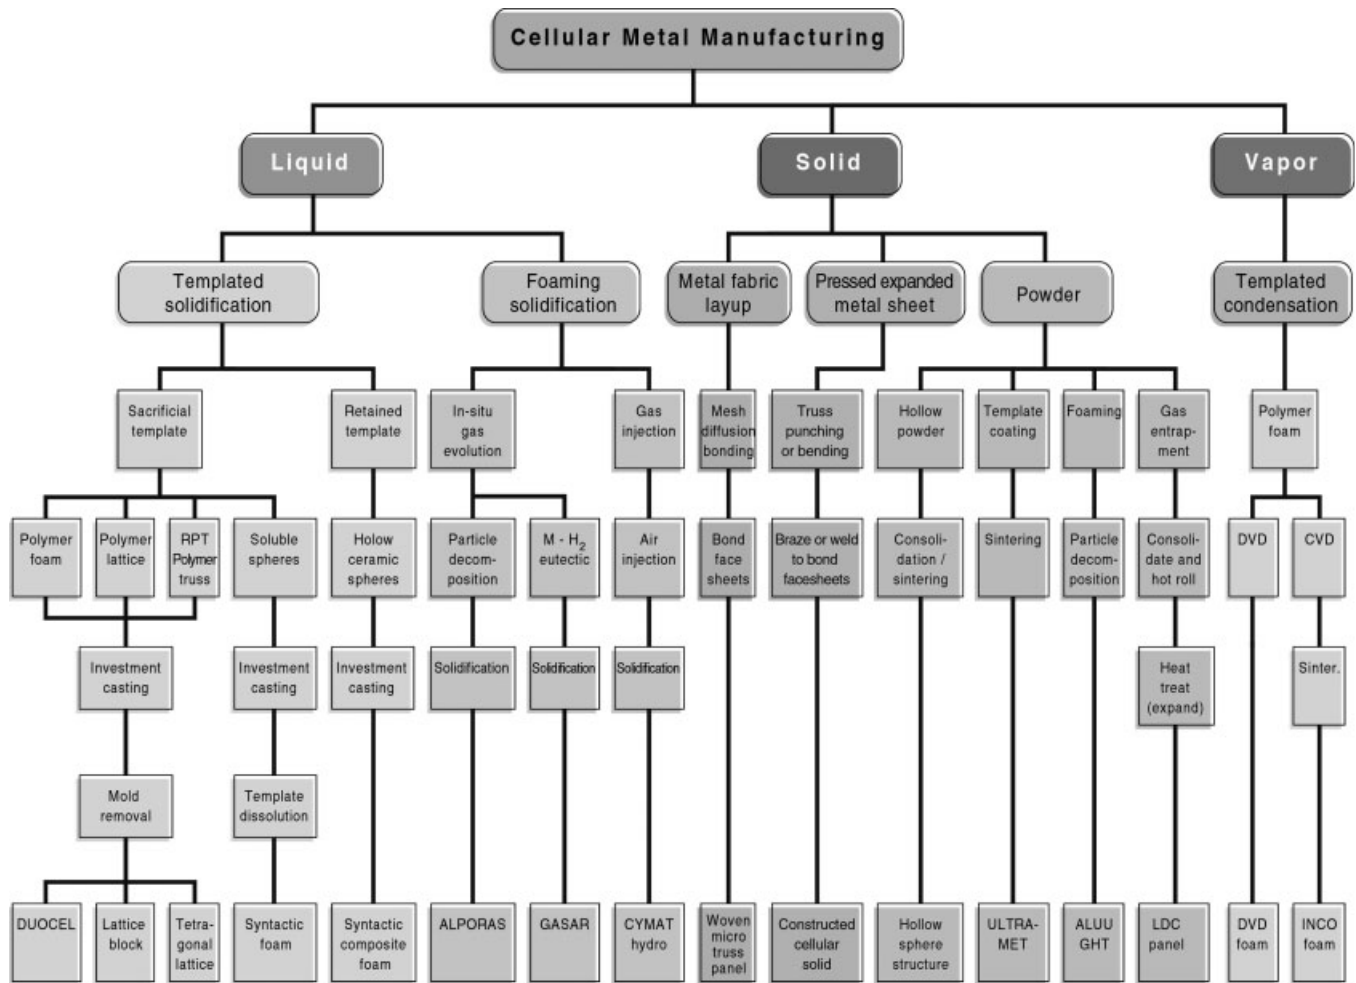 Cellular Metal Manufacturing
Liquid
Solid
Vapor
Templated
solidification
Foaming
solidification
Metal fabric
layup
Pressed expanded
metal sheet
Powder
Templated
condensation
Sacrificial
template
Retained
template
In-situ
gas
evolution
Gas
injection
Mesh
diffusion
bonding
Truss
punching
or bending
Hollow
powder
Template
coating
Foaming
Gas
entrap-
ment
Polymer
foam
Polymer
foam
Polymer
lattice
RPT
Polymer
truss
Soluble
spheres
Holow
ceramic
spheres
Particle
decom-
position
M - H2
eutectic
Air
injection
Bond
face
sheets
Braze or weld
to bond
facesheets
Consoli-
dation /
sintering
Sintering
Particle
decom-
position
Consoli-
date and
hot roll
DVD
CVD
Investment
casting
Investment
casting
Investment
casting
Solidification
Solidification
Solidification
Heat
treat
(expand)
Sinter.
Mold
removal
Template
dissolution
DUOCEL
Lattice
block
Tetra-
gonal
lattice
Syntactic
foam
Syntactic
composite
foam
ALPORAS
GASAR
CYMAT
hydro
Woven
micro
truss
panel
Constructed
cellular
solid
Hollow
sphere
structure
ULTRA-
MET
ALUU
GHT
LDC
panel
DVD
foam
INCO
foam